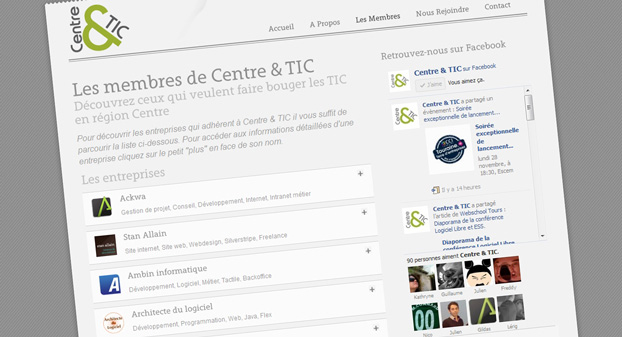 Centre & TIC
Accueil
A Propos
Les Membres
Nous Rejoindre
Contact
Les membres de Centre & TIC
Découvrez ceux qui veulent faire bouger les TIC
en région Centre
Pour découvrir les entreprises qui adhèrent à Centre & TIC il vous suffit de
parcourir la liste ci-dessous. Pour accéder aux informations détaillées d'une
entreprise cliquez sur le petit "plus" en face de son nom.
Les entreprises
Ackwa +
Gestion de projet, Conseil, Développement, Internet, Intranet métier
Stan Allain +
Site internet, Site web, Webdesign, Silverstripe, Freelance
Ambin informatique +
Développement, Logiciel, Métier, Tactile, Backoffice
Architecte du logiciel +
Développement, Programmation, Web, Java, Flex
+
Retrouvez-nous sur Facebook
Centre & TIC sur Facebook
J'aime Vous aimez ça.
Centre & TIC a partagé un
évènement : Soirée
exceptionnelle de lancement...
Soirée
exceptionnelle
de
lancement...
lundi 28
novembre, à
18:30, Escem
Touraine
il y a 14 heures
Centre & TIC a partagé
l'article de Webschool Tours :
Diaporama de la conférence
Logiciel Libre et ESS.
Diaporama de la
conférence Logiciel Libre
90 personnes aiment Centre & TIC.
Kathryne Guillaume Julien Freddy
Nico Julien Gildas Léng